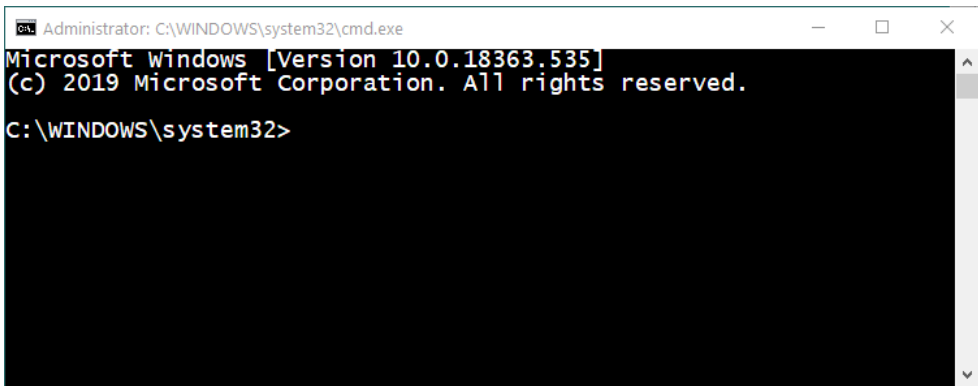 Administrator: C:\WINDOWS\system32\cmd.exe
Microsoft Windows [Version 10.0.18363.535]
(c) 2019 Microsoft Corporation. All rights reserved.
C:\WINDOWS\system32>